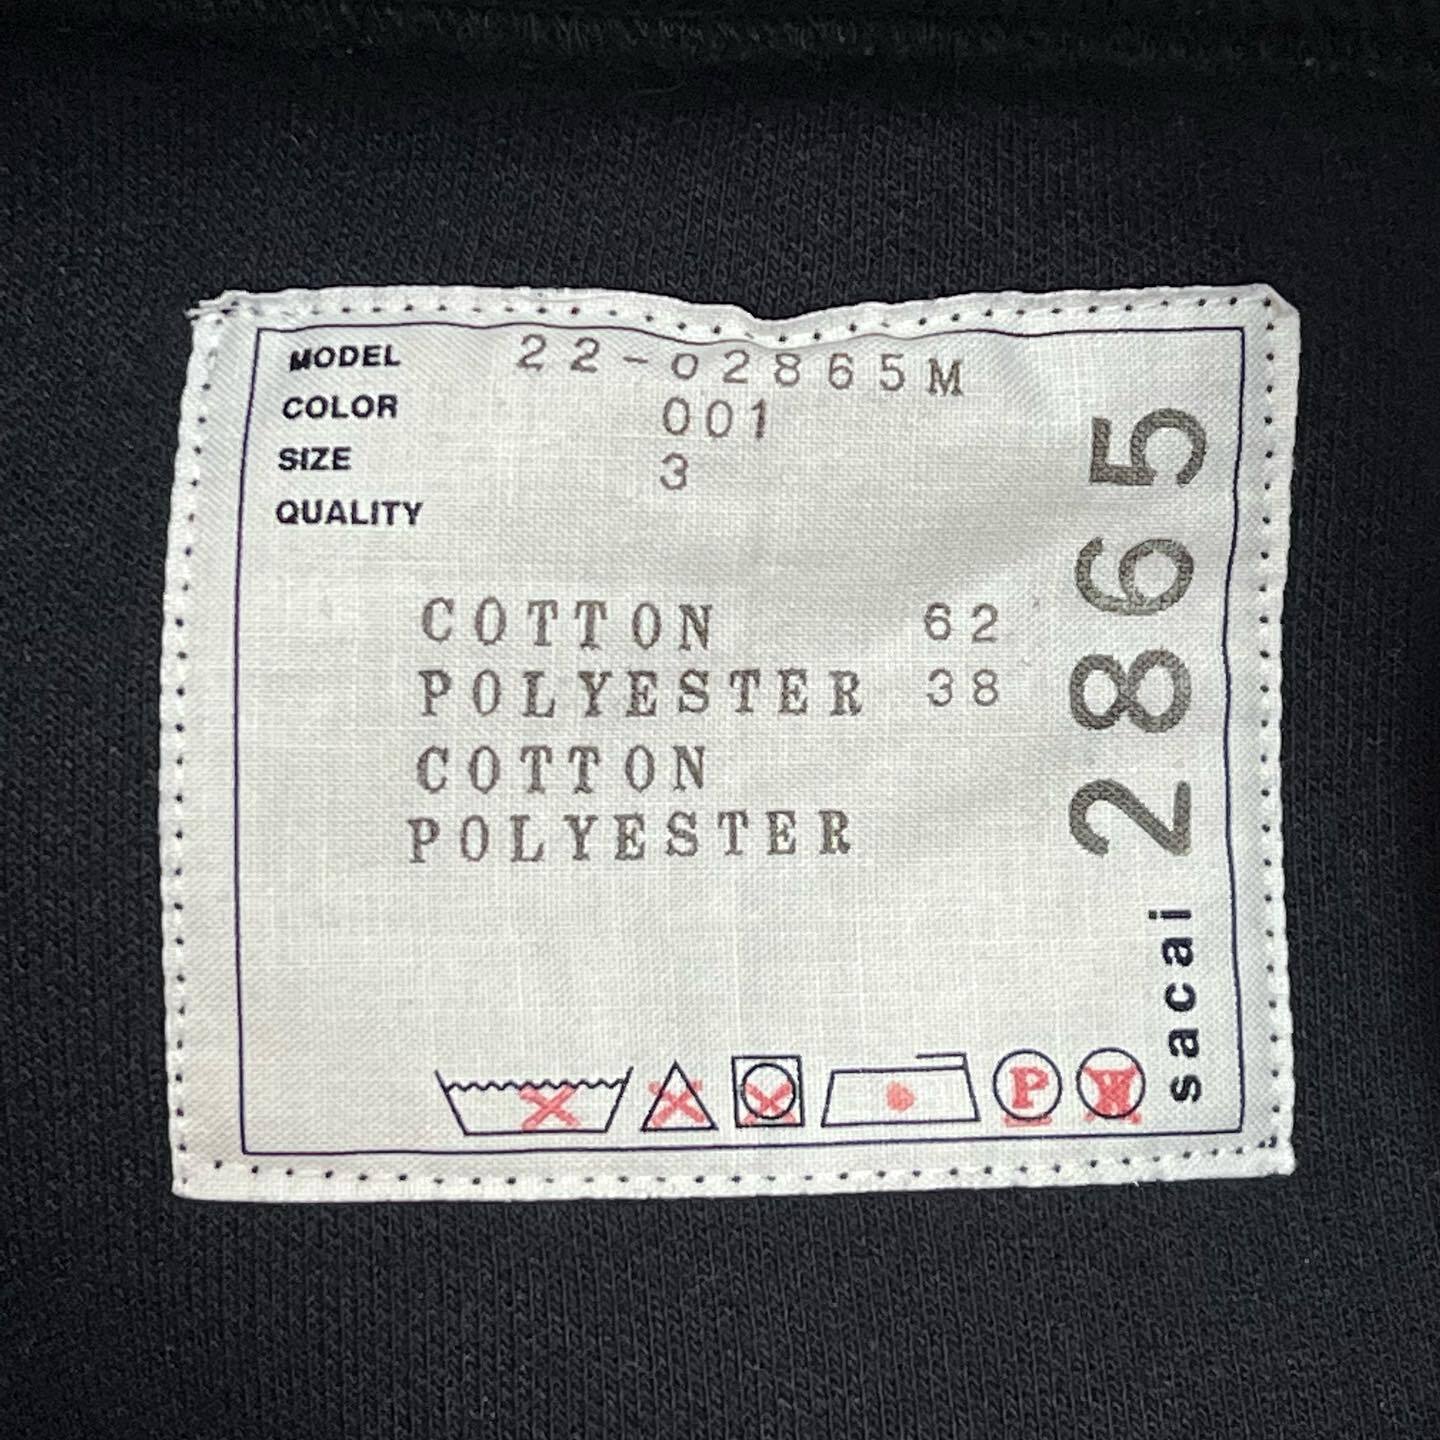 MODEL 22-02865M
COLOR 001
SIZE 3
QUALITY
COTTON 62
POLYESTER 38
COTTON
POLYESTER
P
W
sacai 2865